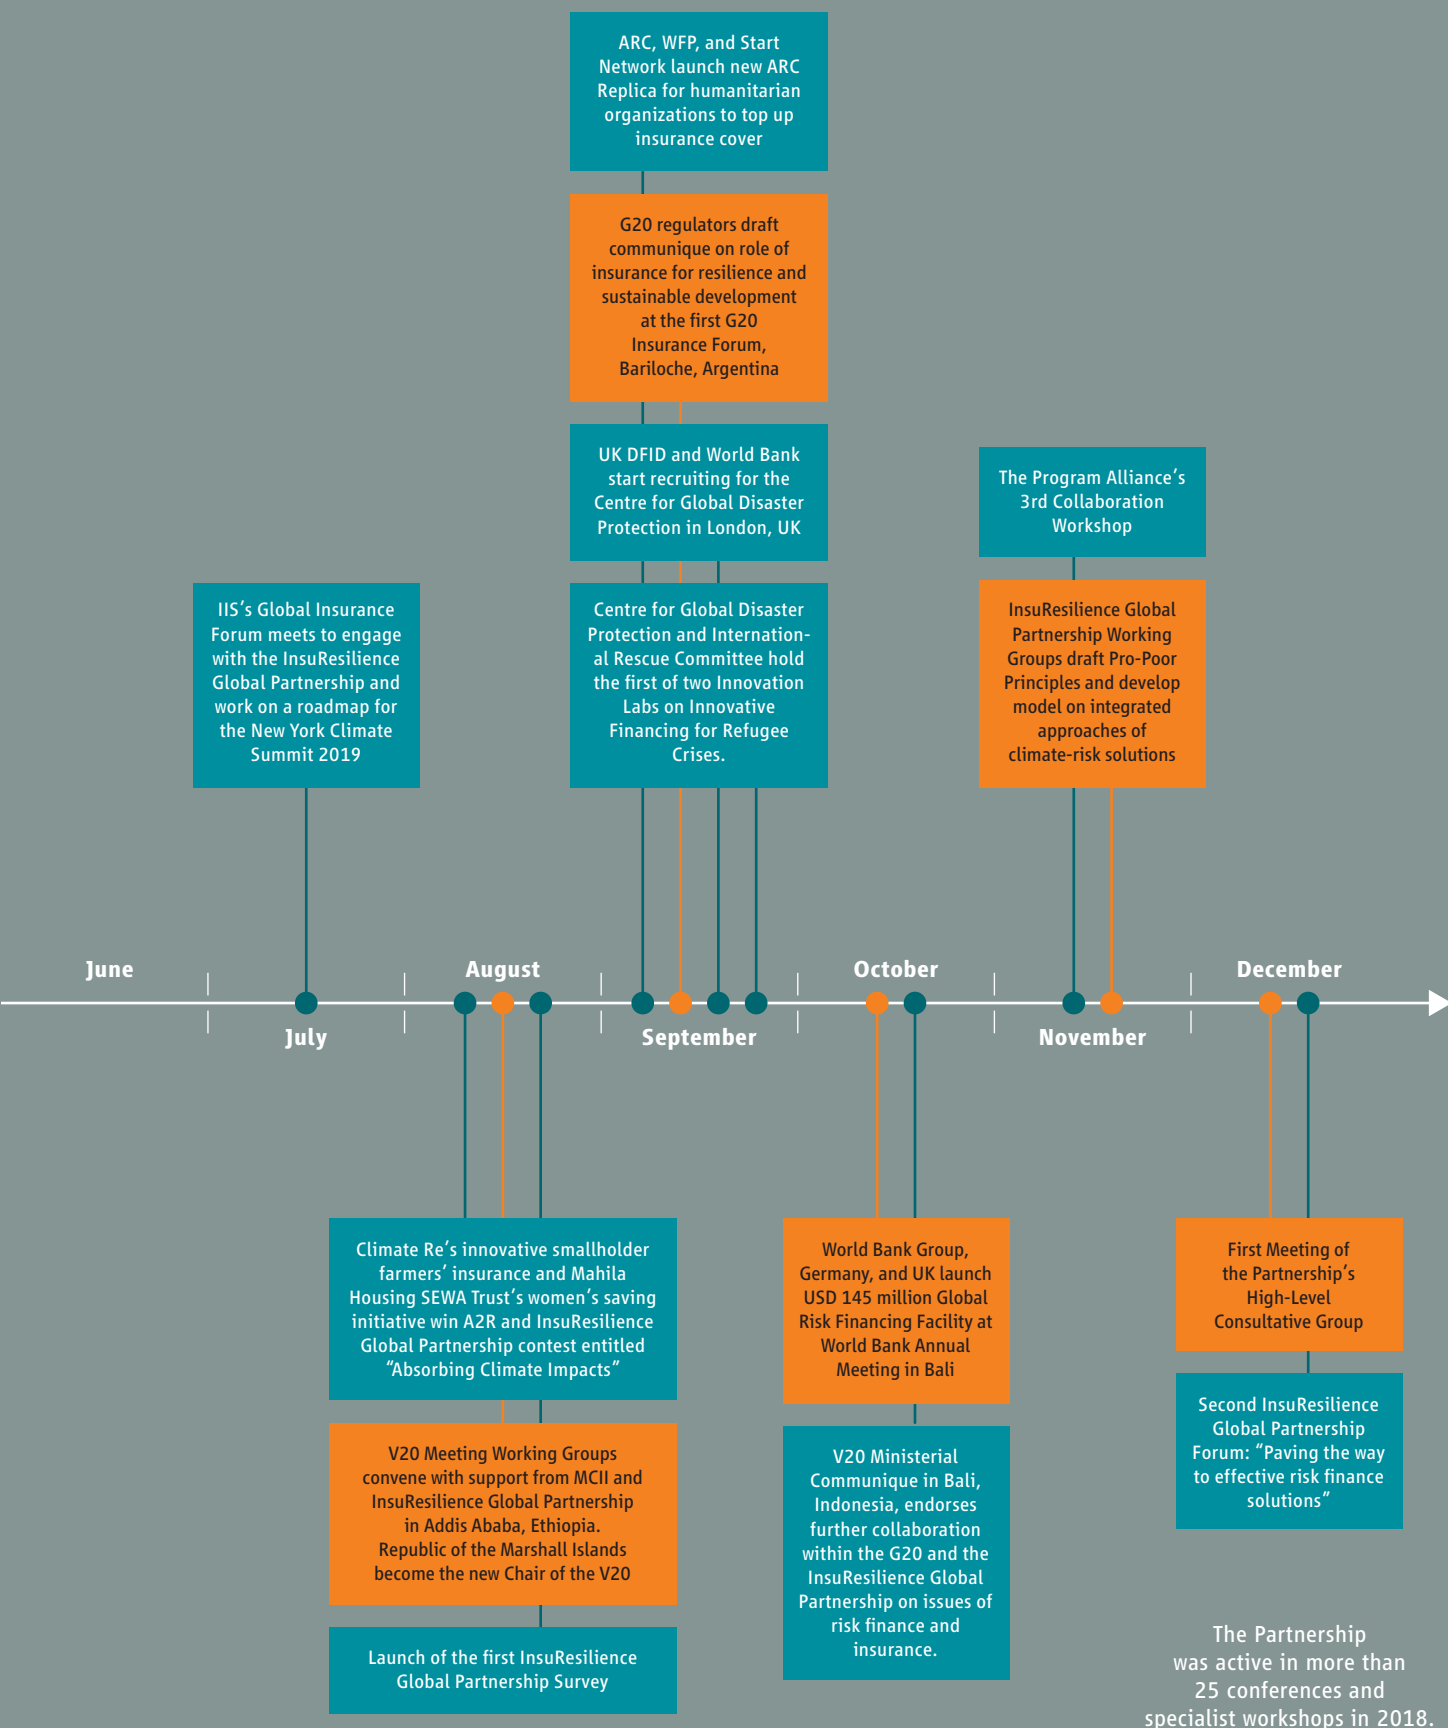 ARC, WFP, and Start
Network launch new ARC
Replica for humanitarian
organizations to top up
insurance cover
G20 regulators draft
communique on role of
insurance for resilience and
sustainable development
at the first G20
Insurance Forum,
Bariloche, Argentina
UK DFID and World Bank
start recruiting for the
Centre for Global Disaster
Protection in London, UK
The Program Alliance’s
3rd Collaboration
Workshop
IIS’s Global Insurance
Forum meets to engage
with the InsuResilience
Global Partnership and
work on a roadmap for
the New York Climate
Summit 2019
Centre for Global Disaster
Protection and Internation-
al Rescue Committee hold
the first of two Innovation
Labs on Innovative
Financing for Refugee
Crises.
InsuResilience Global
Partnership Working
Groups draft Pro-Poor
Principles and develop
model on integrated
approaches of
climate-risk solutions
June
July
August
September
October
November
December
Climate Re’s innovative smallholder
farmers’ insurance and Mahila
Housing SEWA Trust’s women’s saving
initiative win A2R and InsuResilience
Global Partnership contest entitled
“Absorbing Climate Impacts”
V20 Meeting Working Groups
convene with support from MCII and
InsuResilience Global Partnership
in Addis Ababa, Ethiopia.
Republic of the Marshall Islands
become the new Chair of the V20
Launch of the first InsuResilience
Global Partnership Survey
World Bank Group,
Germany, and UK launch
USD 145 million Global
Risk Financing Facility at
World Bank Annual
Meeting in Bali
V20 Ministerial
Communique in Bali,
Indonesia, endorses
further collaboration
within the G20 and the
InsuResilience Global
Partnership on issues of
risk finance and
insurance.
First Meeting of
the Partnership’s
High-Level
Consultative Group
Second InsuResilience
Global Partnership
Forum: “Paving the way
to effective risk finance
solutions”
The Partnership
was active in more than
25 conferences and
specialist workshops in 2018.